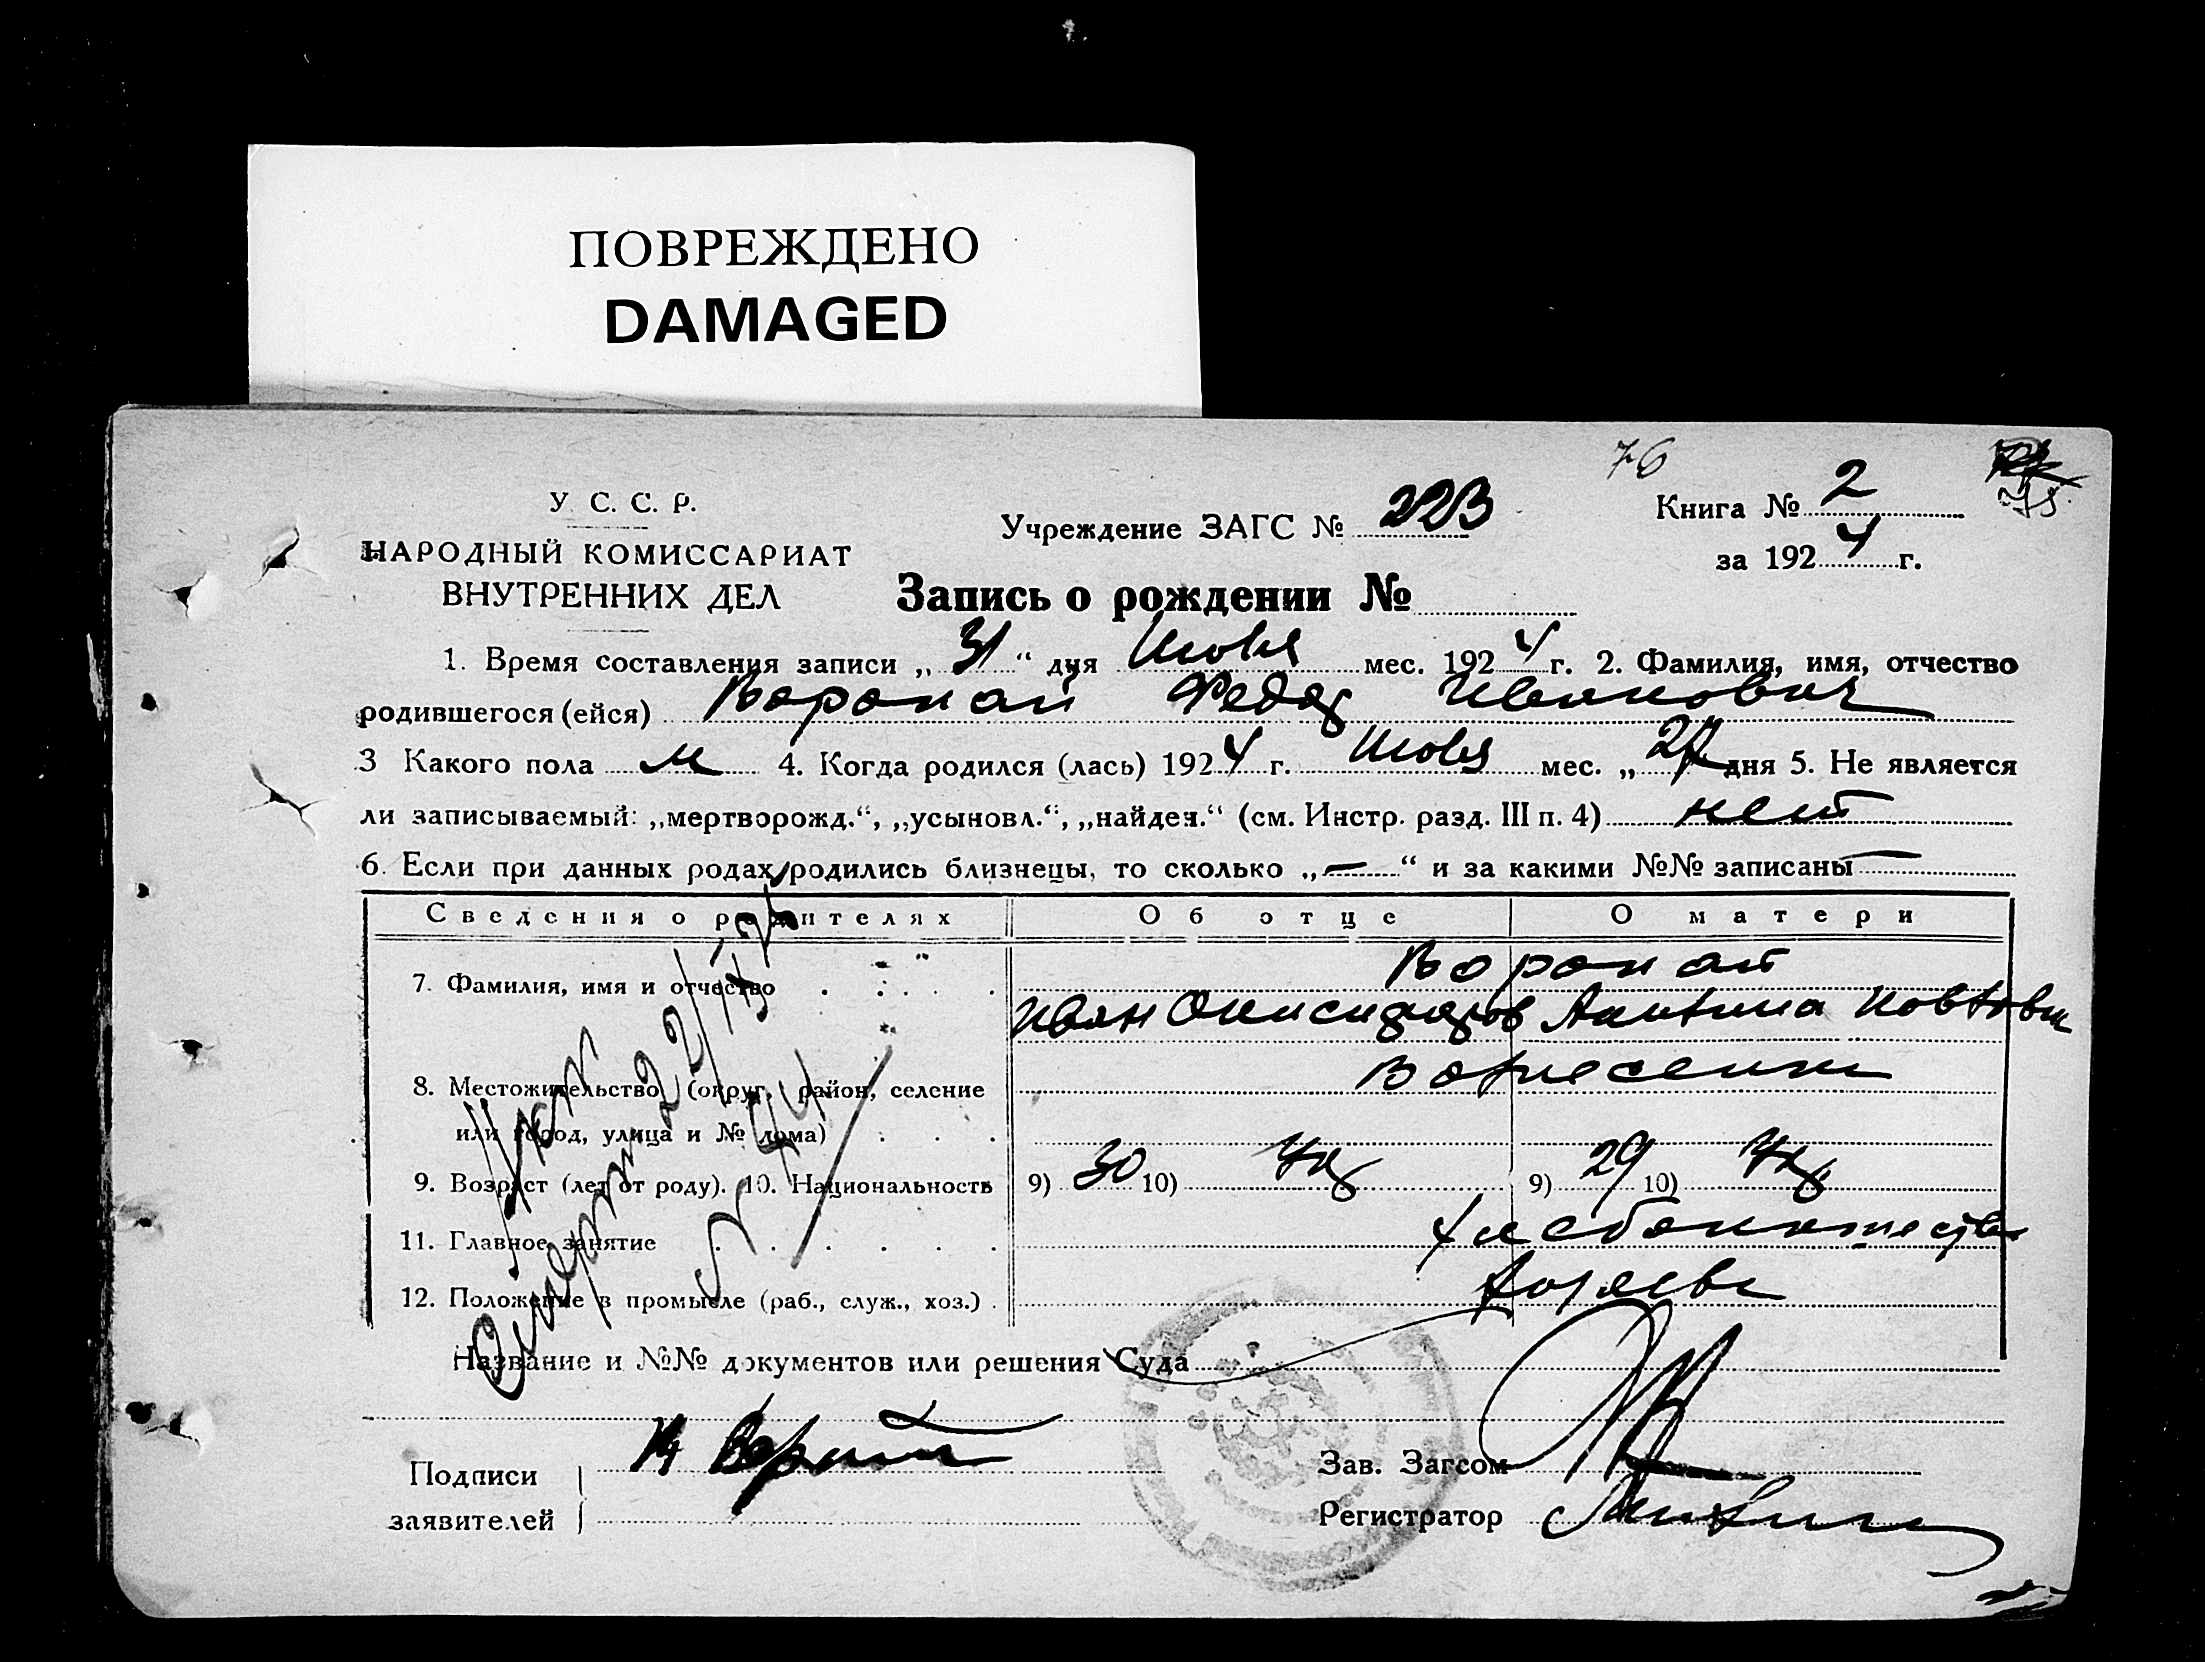 ПОВРЕЖДЕНО
DAMAGED
76
У. С. С. Р.
НАРОДНЫЙ КОМИССАРИАТ
ВНУТРЕННИХ ДЕЛ
Учреждение ЗАГС № 223
Книга № 2
за 1924 г.
Запись о рождении №
1. Время составления записи „31“ дня Июля мес. 1924 г. 2. Фамилия, имя, отчество
родившегося (ейся) Воронай Федор Иванович
3 Какого пола м 4. Когда родился (лась) 1924 г. Июля мес. „27 дня 5. Не является
ли записываемый: „мертворожд.“, „усыновл.“, „найден.“ (см. Инстр. разд. III п. 4) нет
6. Если при данных родах родились близнецы, то сколько „—“ и за какими №№ записаны —
Сведения о родителях Об отце О матери
7. Фамилия, имя и отчество Воронай
Иван
8. Местожительство (округ, район, селение
или город, улица и № дома)
9. Возраст (лет от роду). 10. Национальность 9) 30 10) Укр 9) 29 10) Укр.
11. Главное занятие хлебопашество
12. Положение в промысле (раб., служ., хоз.) хозяева
Название и №№ документов или решения Суда
Подписи
заявителей
Зав. Загсом
Регистратор